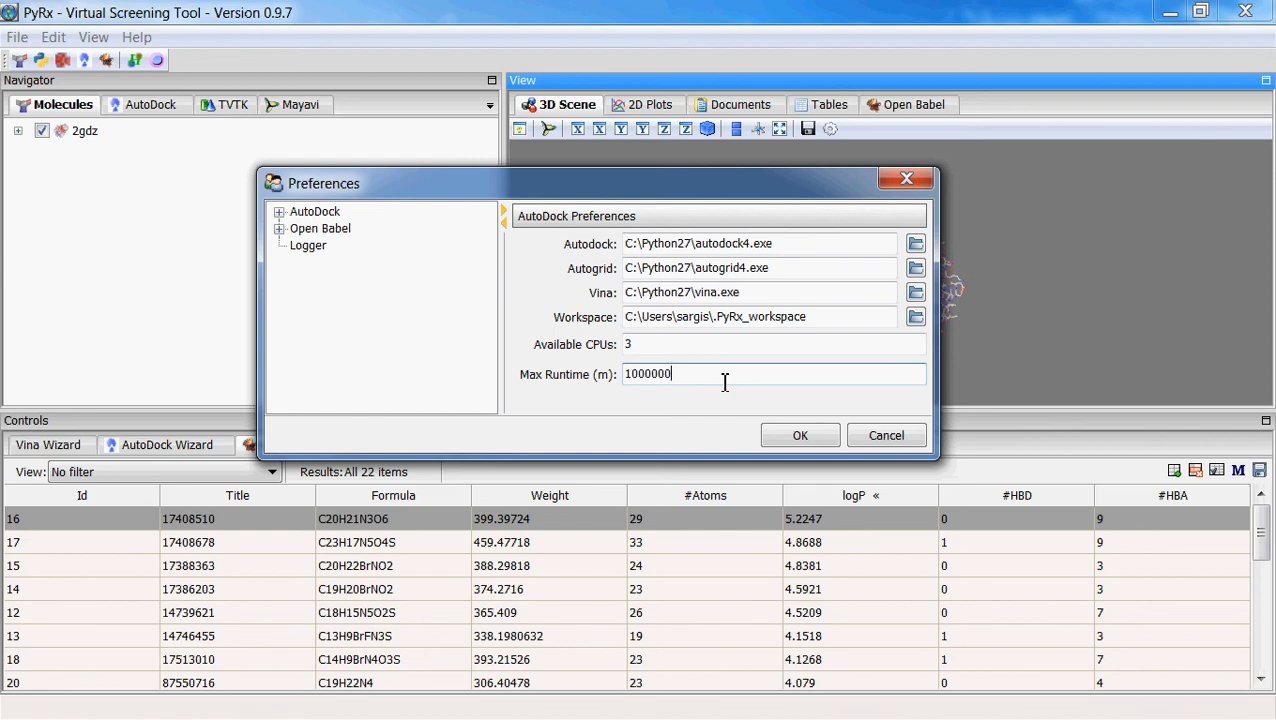 PyRx - Virtual Screening Tool - Version 0.9.7
File Edit View Help
Navigator
View
Molecules AutoDock TVTK Mayavi
3D Scene 2D Plots Documents Tables Open Babel
2gdz
X X Y Y Z Z
Preferences
AutoDock
Open Babel
Logger
AutoDock Preferences
Autodock: C:\Python27\autodock4.exe
Autogrid: C:\Python27\autogrid4.exe
Vina: C:\Python27\vina.exe
Workspace: C:\Users\sargis\.PyRx_workspace
Available CPUs: 3
Max Runtime (m): 1000000
OK Cancel
Controls
Vina Wizard AutoDock Wizard
View: No filter Results:All 22 items M
Id Title Formula Weight #Atoms logP « #HBD #HBA
16 17408510 C20H21N3O6 399.39724 29 5.2247 0 9
17 17408678 C23H17N5O4S 459.47718 33 4.8688 1 9
15 17388363 C20H22BrNO2 388.29818 24 4.8381 0 3
14 17386203 C19H20BrNO2 374.2716 23 4.5921 0 3
12 14739621 C18H15N5O2S 365.409 26 4.5209 0 7
13 14746455 C13H9BrFN3S 338.1980632 19 4.1518 1 3
18 17513010 C14H9BrN4O3S 393.21526 23 4.1268 1 7
20 87550716 C19H22N4 306.40478 23 4.079 0 4